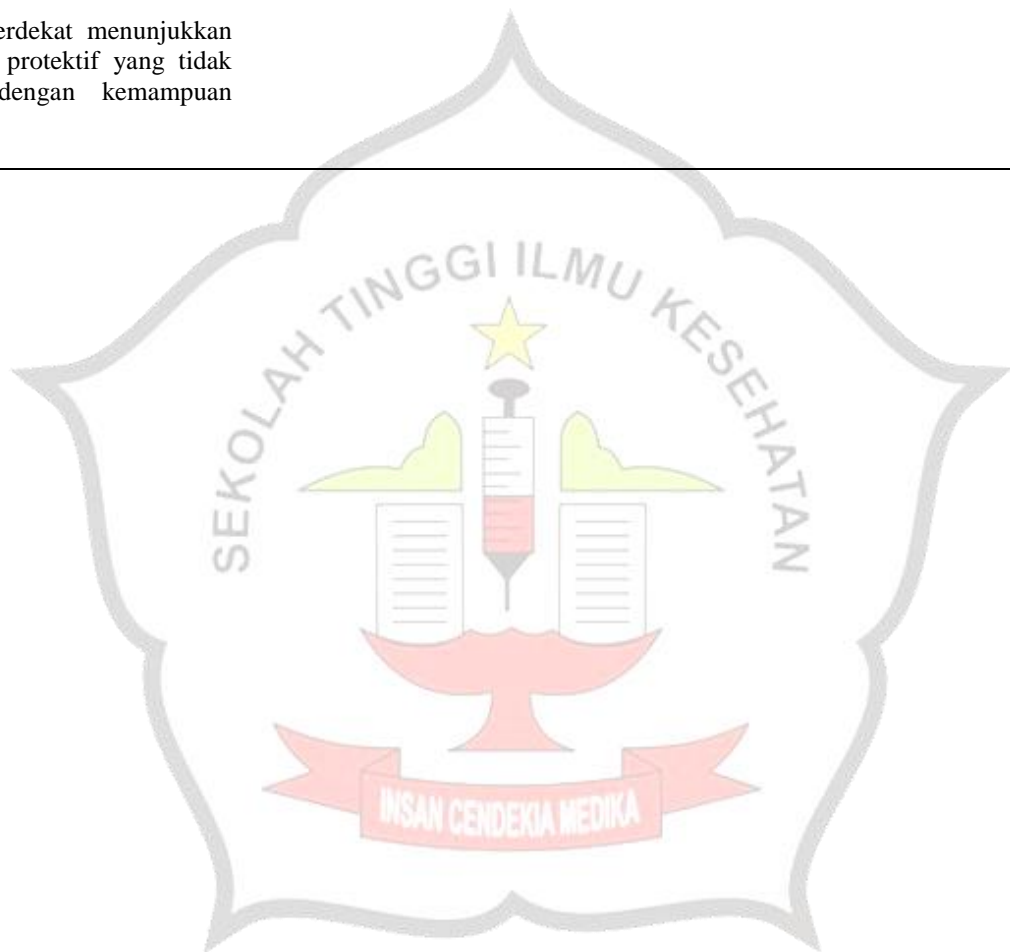 erdekat menunjukkan
protektif yang tidak
dengan kemampuan
SEKOLAH TINGGI ILMU KESEHATAN
INSAN CENDEKIA MEDIKA